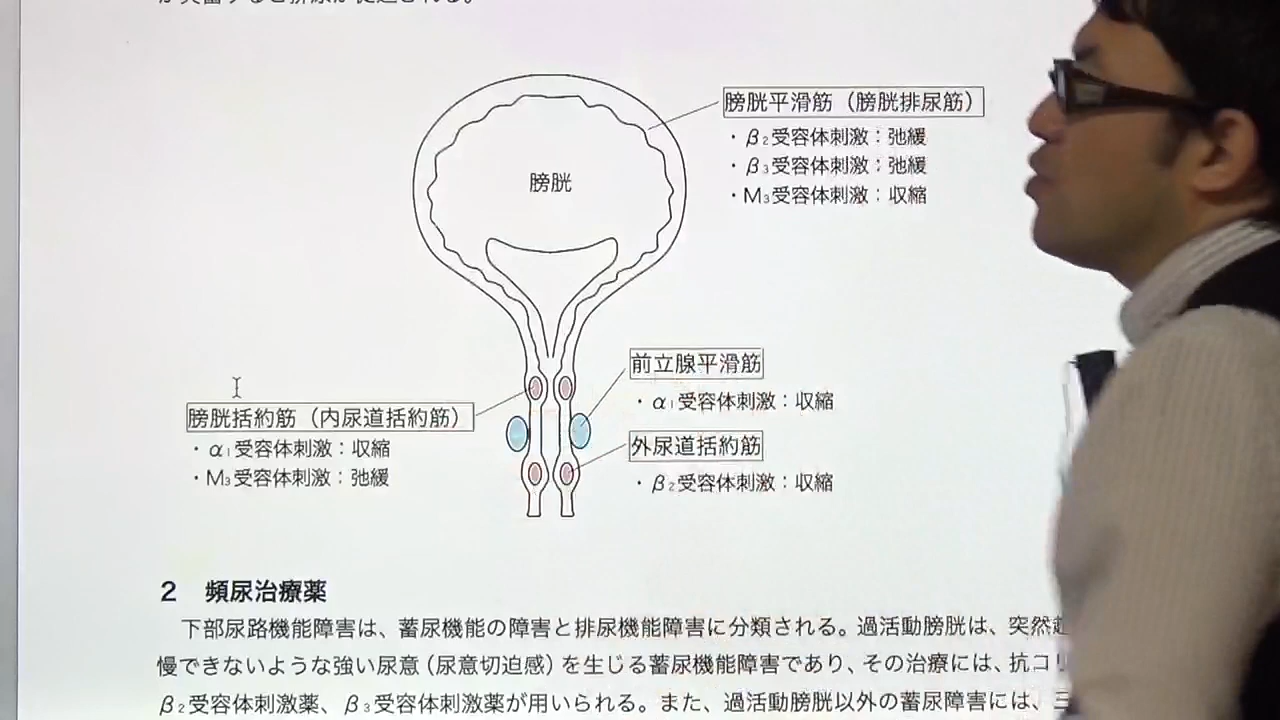 膀胱平滑筋（膀胱排尿筋）
・β₂受容体刺激：弛緩
・β₃受容体刺激：弛緩
・M₃受容体刺激：収縮
膀胱
前立腺平滑筋
・α₁受容体刺激：収縮
膀胱括約筋（内尿道括約筋）
・α₁受容体刺激：収縮
・M₃受容体刺激：弛緩
外尿道括約筋
・β₂受容体刺激：収縮
2 頻尿治療薬
下部尿路機能障害は、蓄尿機能の障害と排尿機能障害に分類される。過活動膀胱は、突然
慢できないような強い尿意（尿意切迫感）を生じる蓄尿機能障害であり、その治療には、抗コリ
β₂受容体刺激薬、β₃受容体刺激薬が用いられる。また、過活動膀胱以外の蓄尿障害には、三